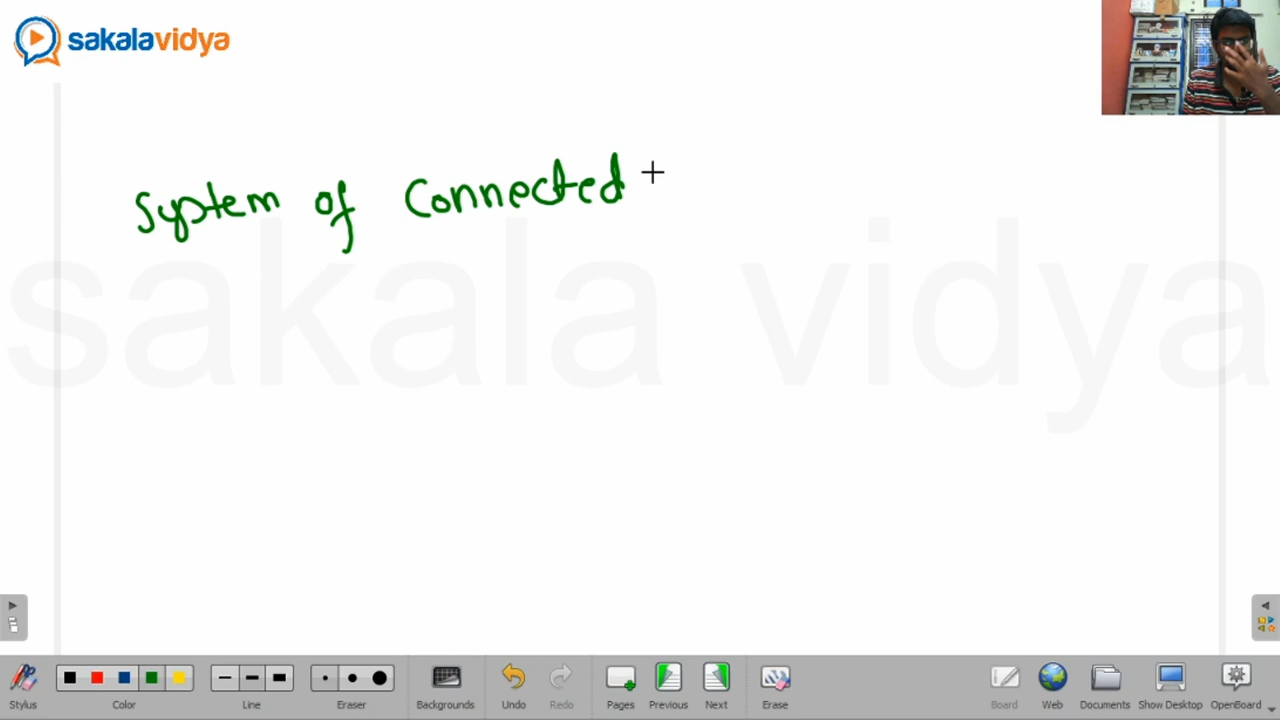 sakalavidya
System of Connected
sakala vidya
Stylus Color Line Eraser Backgrounds Undo Redo Pages Previous Next Erase Board Web Documents Show Desktop OpenBoard